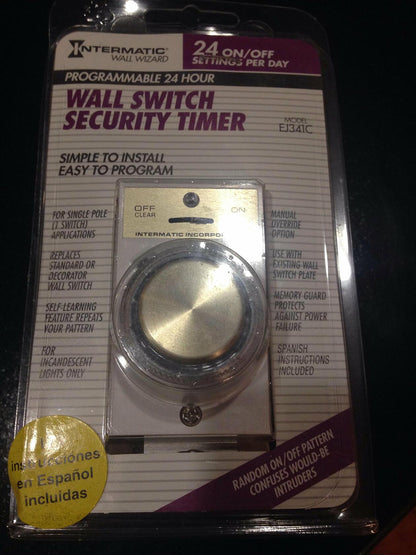 INTERMATIC®
WALL WIZARD
24 ON/OFF
SETTINGS PER DAY
PROGRAMMABLE 24 HOUR
WALL SWITCH
SECURITY TIMER
MODEL
EJ341C
SIMPLE TO INSTALL
EASY TO PROGRAM
FOR SINGLE POLE
(1 SWITCH)
APPLICATIONS
REPLACES
STANDARD OR
DECORATOR
WALL SWITCH
SELF-LEARNING
FEATURE REPEATS
YOUR PATTERN
FOR
INCANDESCENT
LIGHTS ONLY
OFF
CLEAR
ON
INTERMATIC INCORPO
MANUAL
OVERRIDE
OPTION
USE WITH
EXISTING WALL
SWITCH PLATE
MEMORY GUARD
PROTECTS
AGAINST POWER
FAILURE
SPANISH
INSTRUCTIONS
INCLUDED
instrucciones
en Español
incluidas
RANDOM ON/OFF PATTERN
CONFUSES WOULD-BE
INTRUDERS